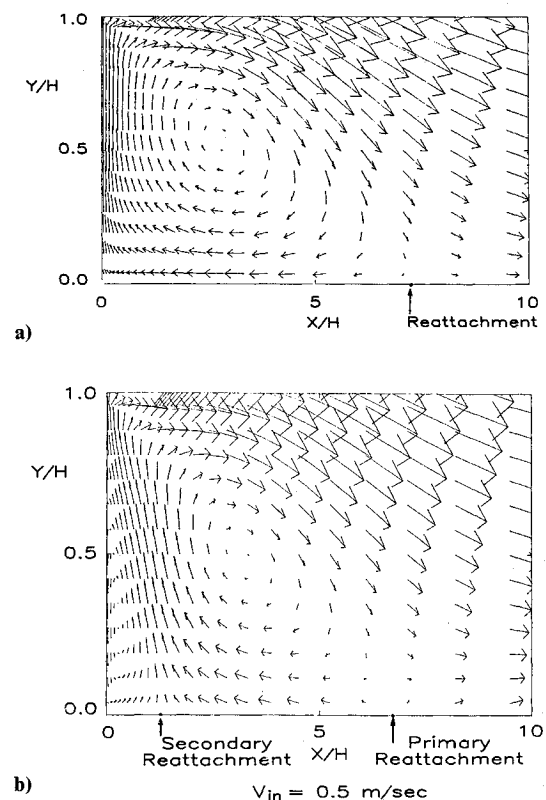 a)
1.0
Y/H
0.5
0.0
0
5
10
X/H
Reattachment
b)
1.0
Y/H
0.5
0.0
0
5
10
Secondary Reattachment
X/H
Primary Reattachment
V_in = 0.5 m/sec